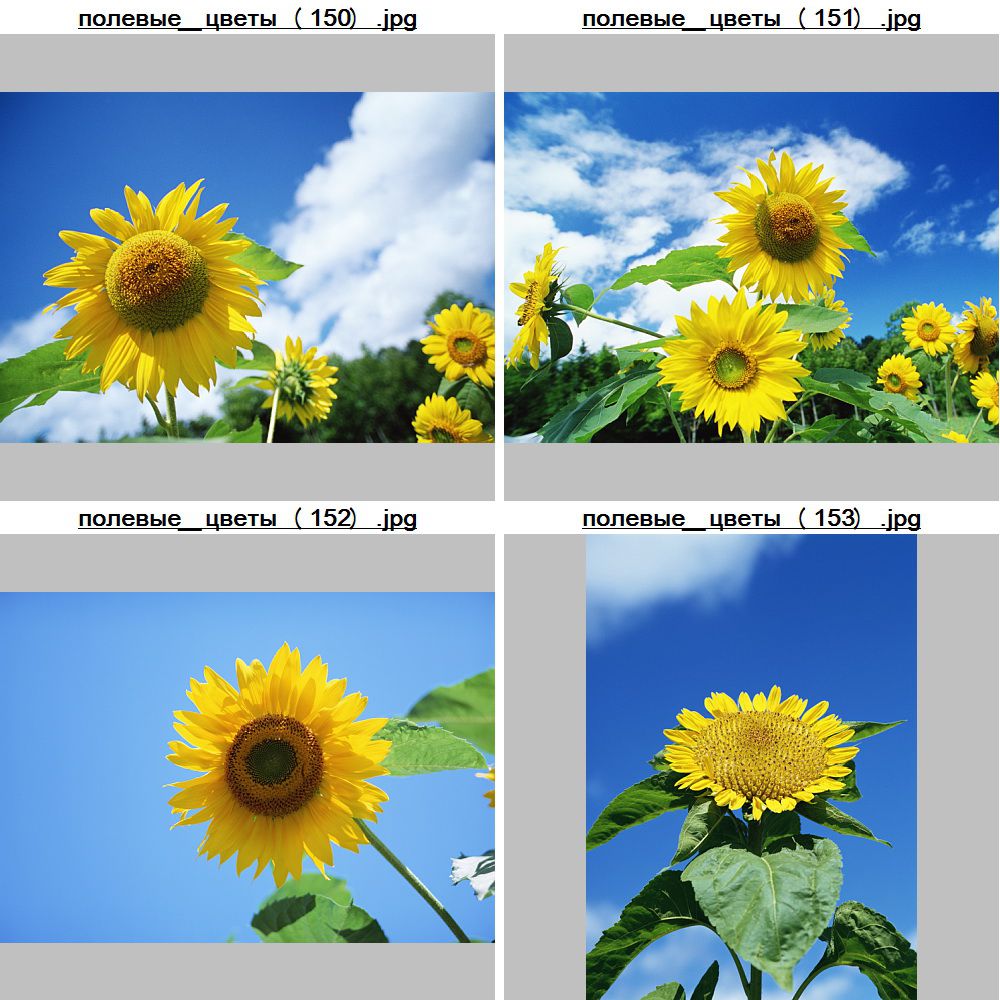 полевые__цветы ( 150) .jpg
полевые__цветы ( 151) .jpg
полевые__цветы ( 152) .jpg
полевые__цветы ( 153) .jpg